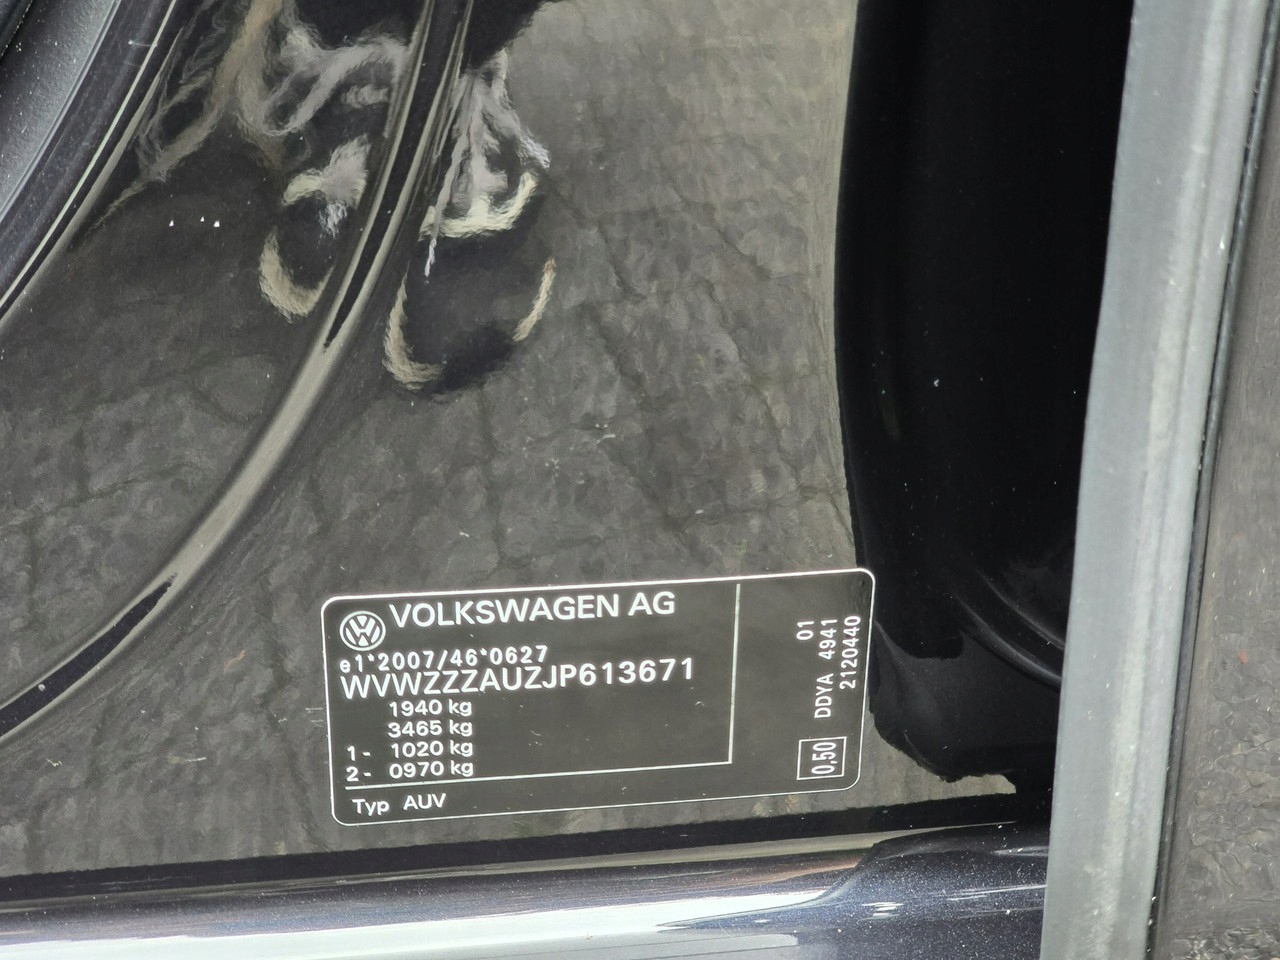 VOLKSWAGEN AG
e1*2007/46*0627
WVWZZZAUZJP613671
1940 kg
3465 kg
1- 1020 kg
2- 0970 kg
Typ AUV
01
DDYA 4941
2120440
0,50